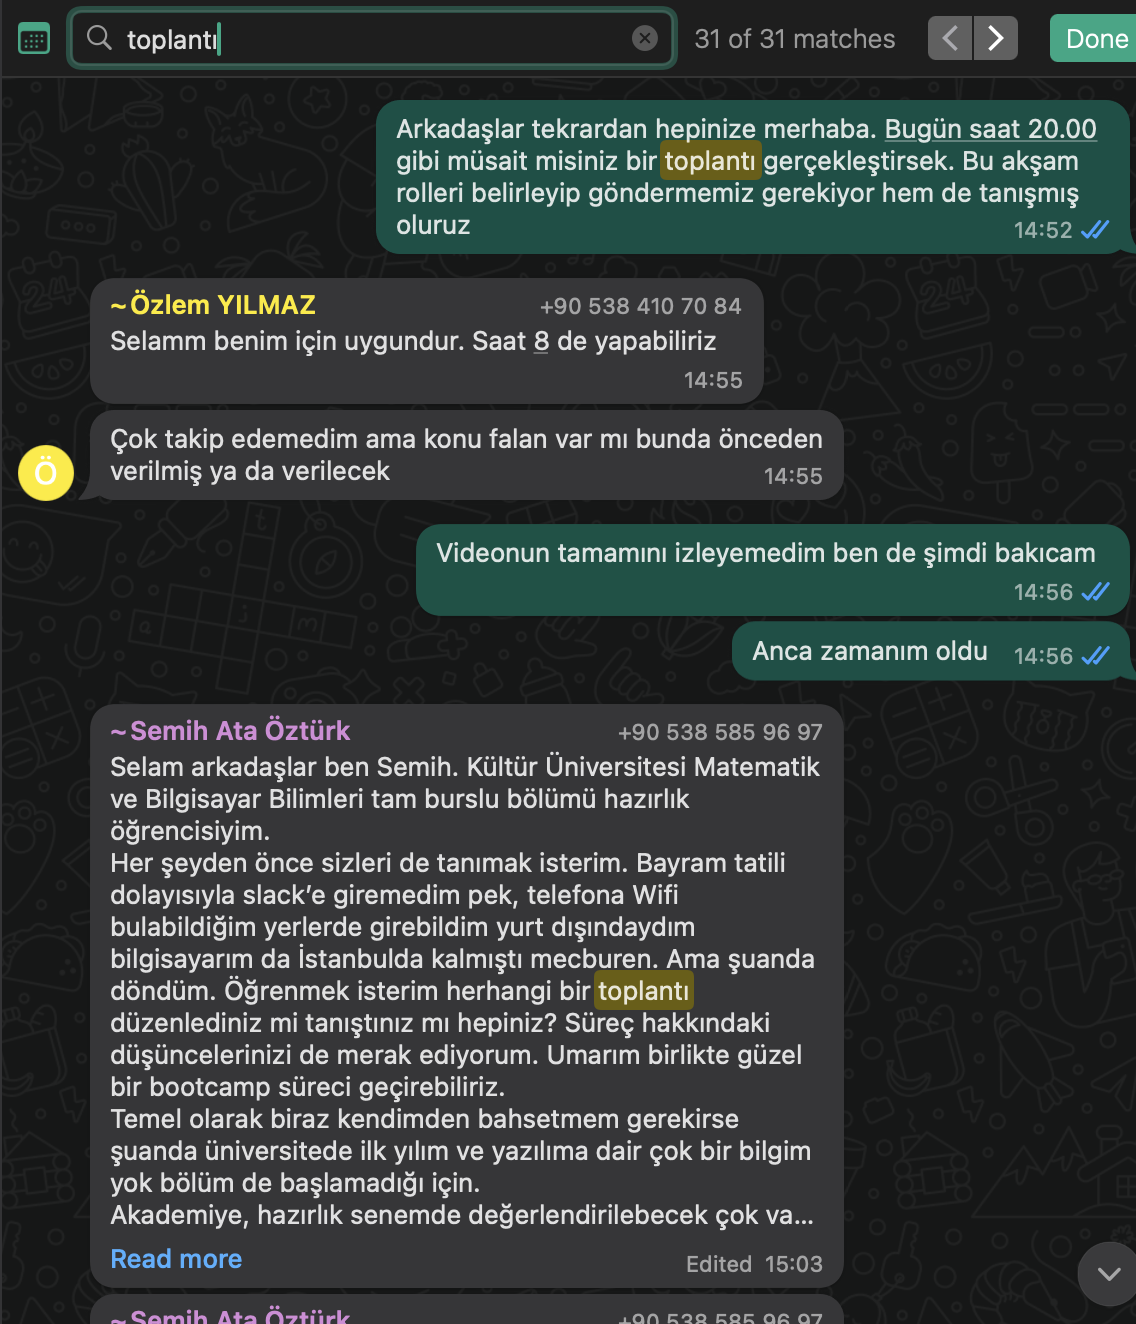 toplantı
31 of 31 matches
Done
Arkadaşlar tekrardan hepinize merhaba. Bugün saat 20.00
gibi müsait misiniz bir toplantı gerçekleştirsek. Bu akşam
rolleri belirleyip göndermemiz gerekiyor hem de tanışmış
oluruz
14:52
~Özlem YILMAZ +90 538 410 70 84
Selamm benim için uygundur. Saat 8 de yapabiliriz
14:55
Çok takip edemedim ama konu falan var mı bunda önceden
verilmiş ya da verilecek
14:55
Ö
Videonun tamamını izleyemedim ben de şimdi bakıcam
14:56
Anca zamanım oldu 14:56
~Semih Ata Öztürk +90 538 585 96 97
Selam arkadaşlar ben Semih. Kültür Üniversitesi Matematik
ve Bilgisayar Bilimleri tam burslu bölümü hazırlık
öğrencisiyim.
Her şeyden önce sizleri de tanımak isterim. Bayram tatili
dolayısıyla slack’e giremedim pek, telefona Wifi
bulabildiğim yerlerde girebildim yurt dışındaydım
bilgisayarım da İstanbulda kalmıştı mecburen. Ama şuanda
döndüm. Öğrenmek isterim herhangi bir toplantı
düzenlediniz mi tanıştınız mı hepiniz? Süreç hakkındaki
düşüncelerinizi de merak ediyorum. Umarım birlikte güzel
bir bootcamp süreci geçirebiliriz.
Temel olarak biraz kendimden bahsetmem gerekirse
şuanda üniversitede ilk yılım ve yazılıma dair çok bir bilgim
yok bölüm de başlamadığı için.
Akademiye, hazırlık senemde değerlendirilebecek çok va...
Read more
Edited 15:03
~Semih Ata Öztürk +90 538 585 96 97